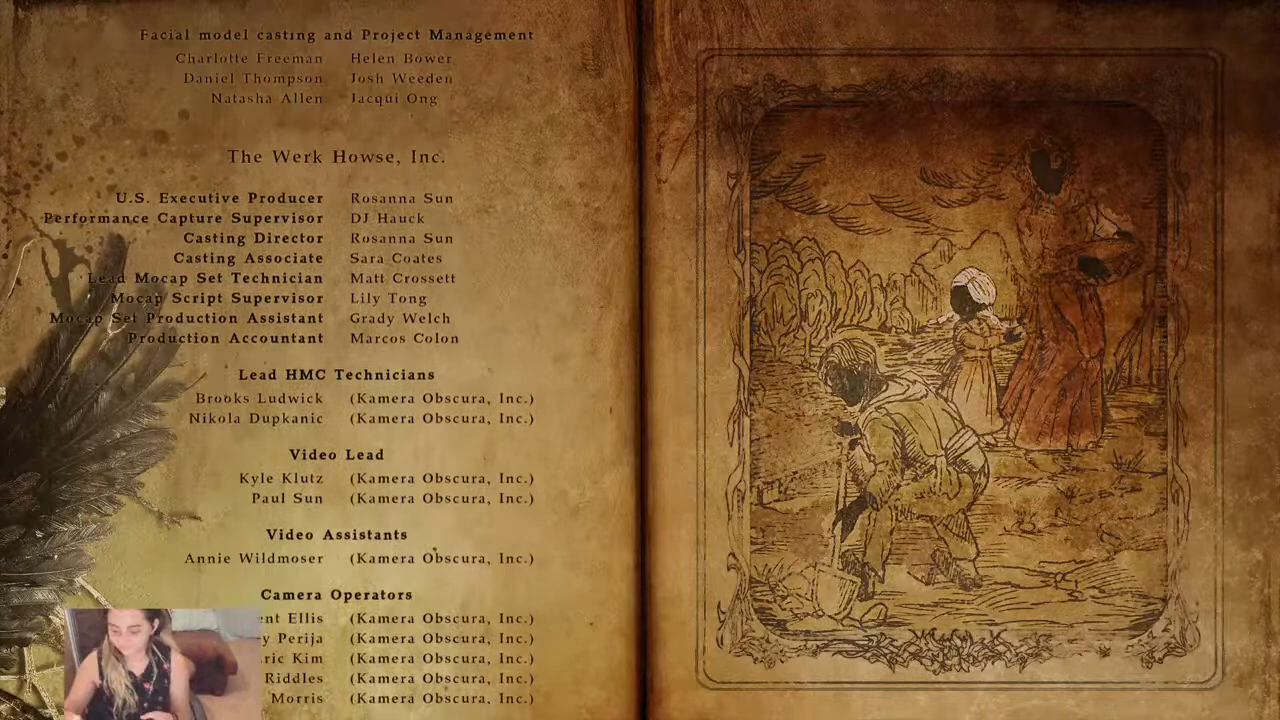 Facial model casting and Project Management
Charlotte Freeman Helen Bower
Daniel Thompson Josh Weeden
Natasha Allen Jacqui Ong
The Werk Howse, Inc.
U.S. Executive Producer Rosanna Sun
Performance Capture Supervisor DJ Hauck
Casting Director Rosanna Sun
Casting Associate Sara Coates
Lead Mocap Set Technician Matt Crossett
Mocap Script Supervisor Lily Tong
Mocap Set Production Assistant Grady Welch
Production Accountant Marcos Colon
Lead HMC Technicians
Brooks Ludwick (Kamera Obscura, Inc.)
Nikola Dupkanic (Kamera Obscura, Inc.)
Video Lead
Kyle Klutz (Kamera Obscura, Inc.)
Paul Sun (Kamera Obscura, Inc.)
Video Assistants
Annie Wildmoser (Kamera Obscura, Inc.)
Camera Operators
Ellis (Kamera Obscura, Inc.)
Perija (Kamera Obscura, Inc.)
Kim (Kamera Obscura, Inc.)
Riddles (Kamera Obscura, Inc.)
Morris (Kamera Obscura, Inc.)